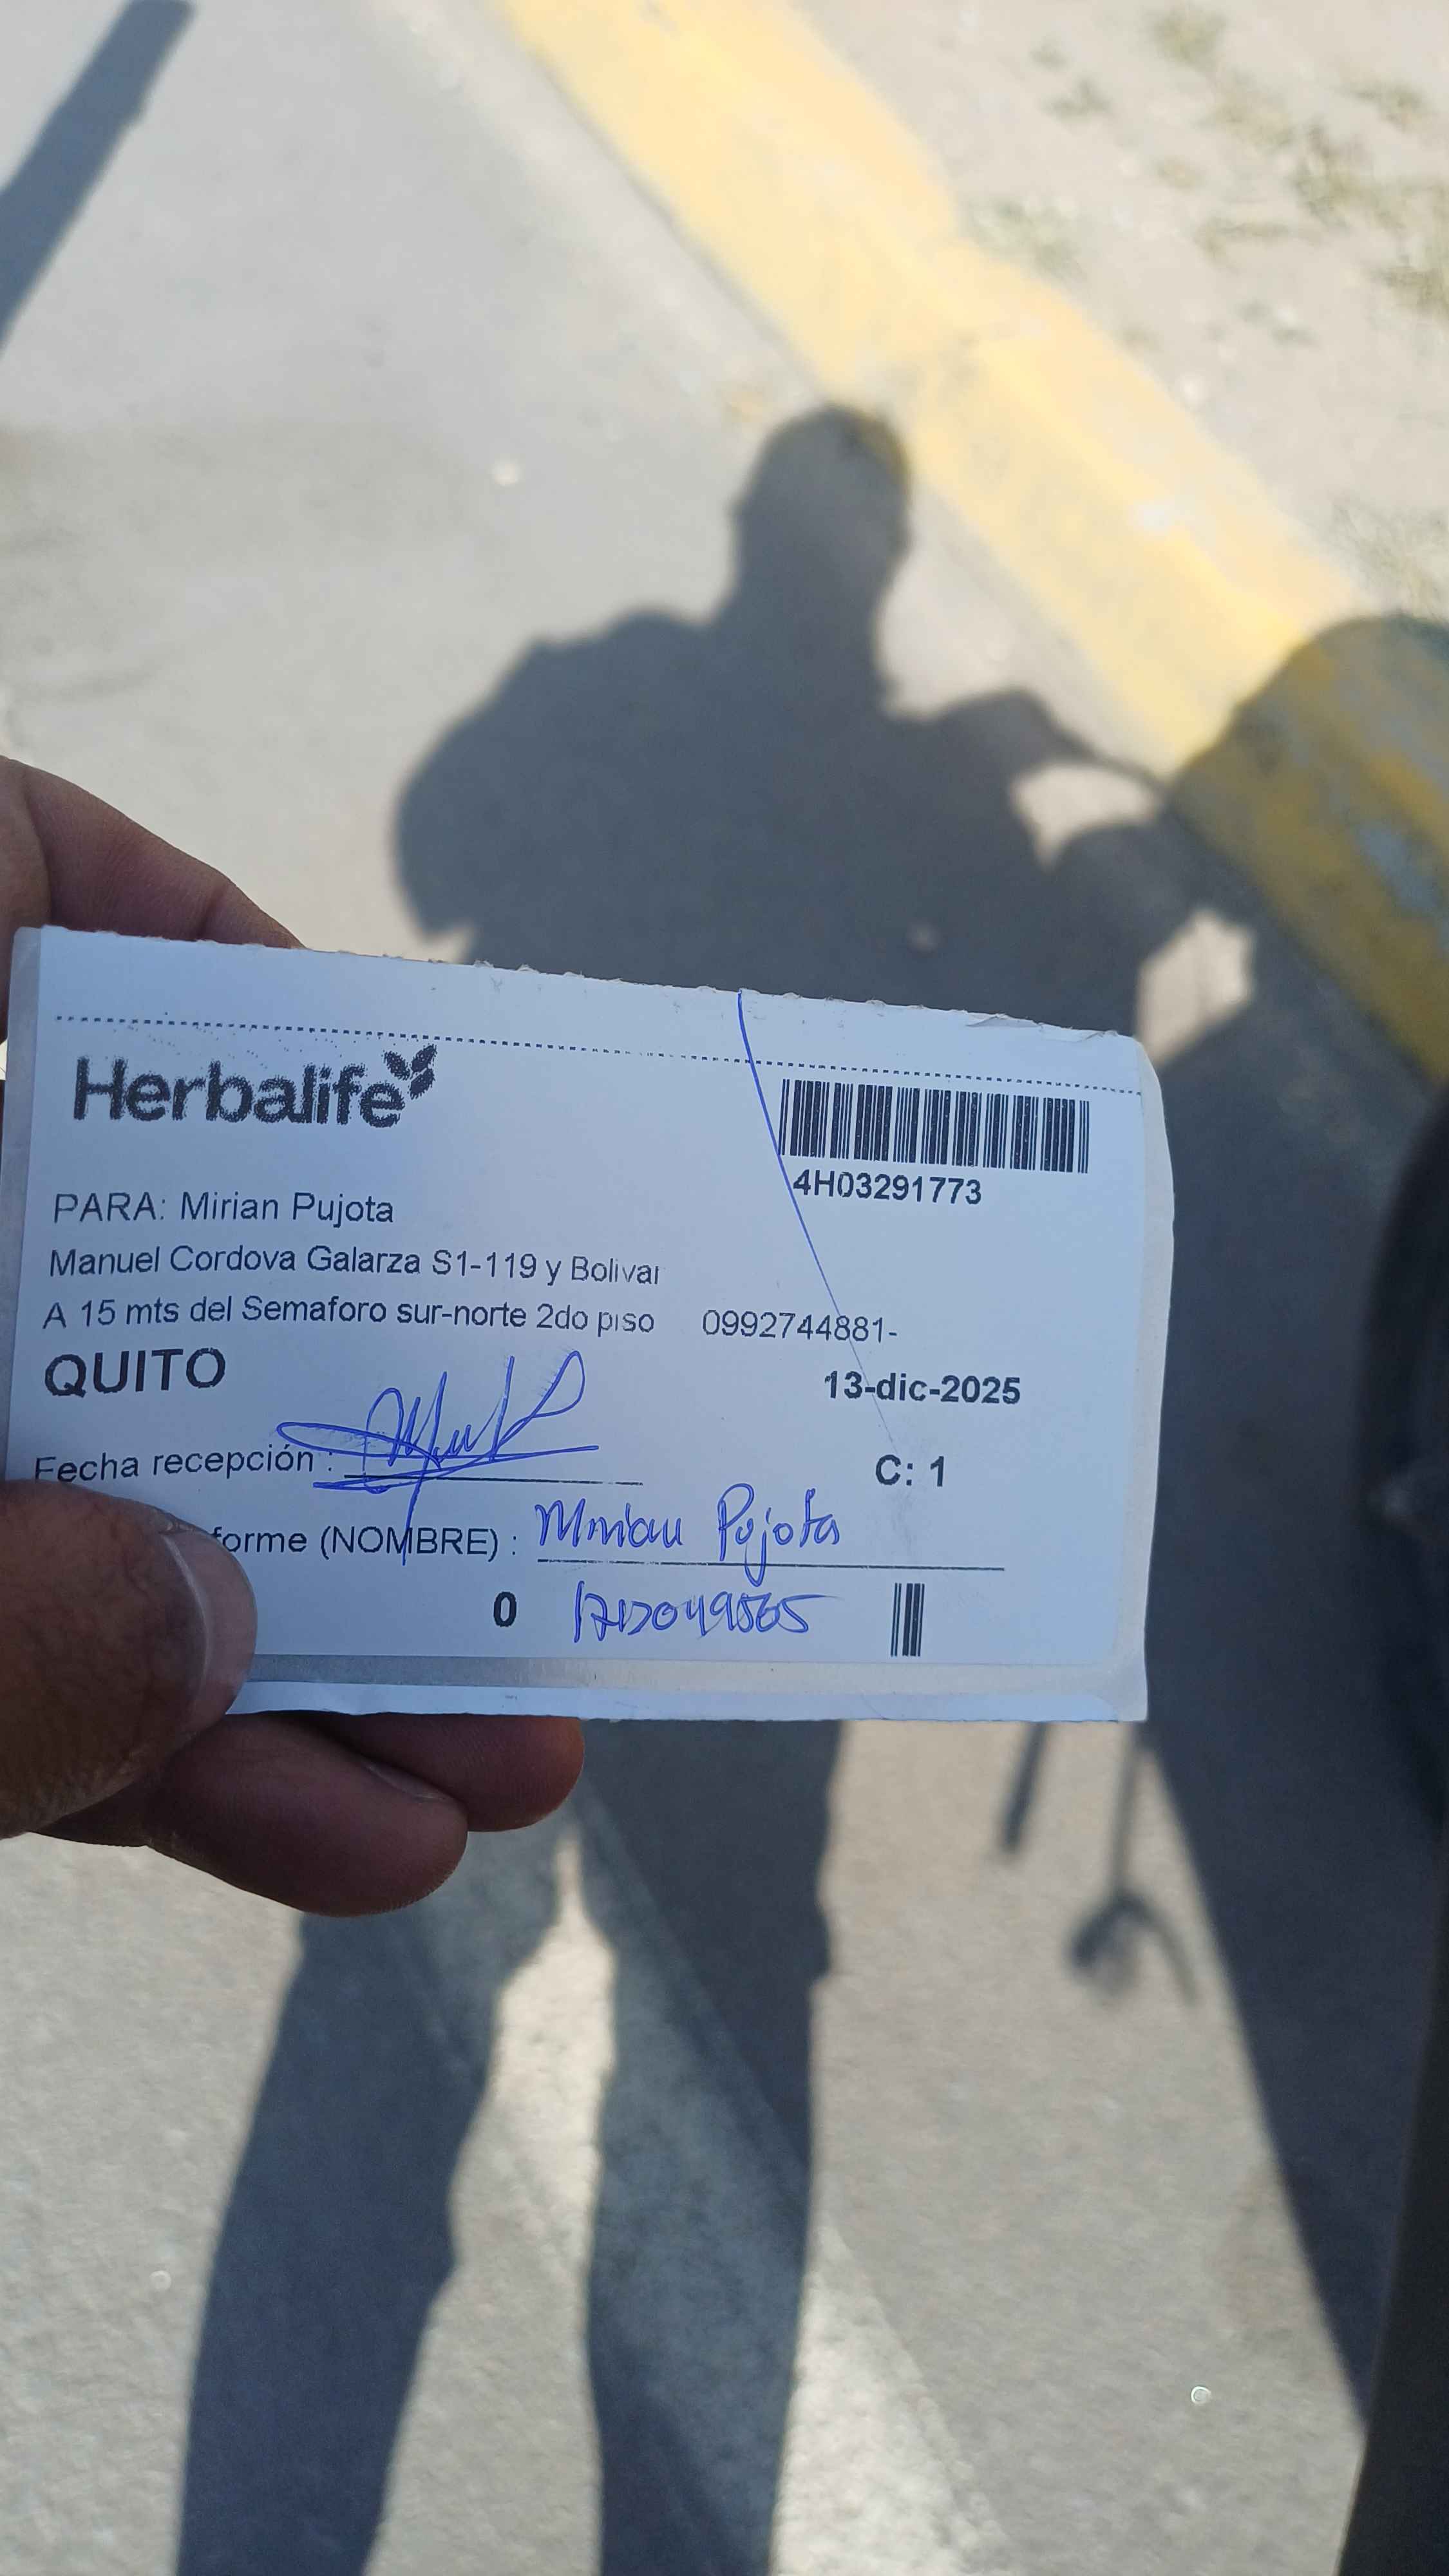 Herbalife
4H03291773
PARA: Mirian Pujota
Manuel Cordova Galarza S1-119 y Bolivar
A 15 mts del Semaforo sur-norte 2do piso 0992744881-
QUITO
13-dic-2025
Fecha recepción :
C: 1
forme (NOMBRE) : Mirian Pujota
0